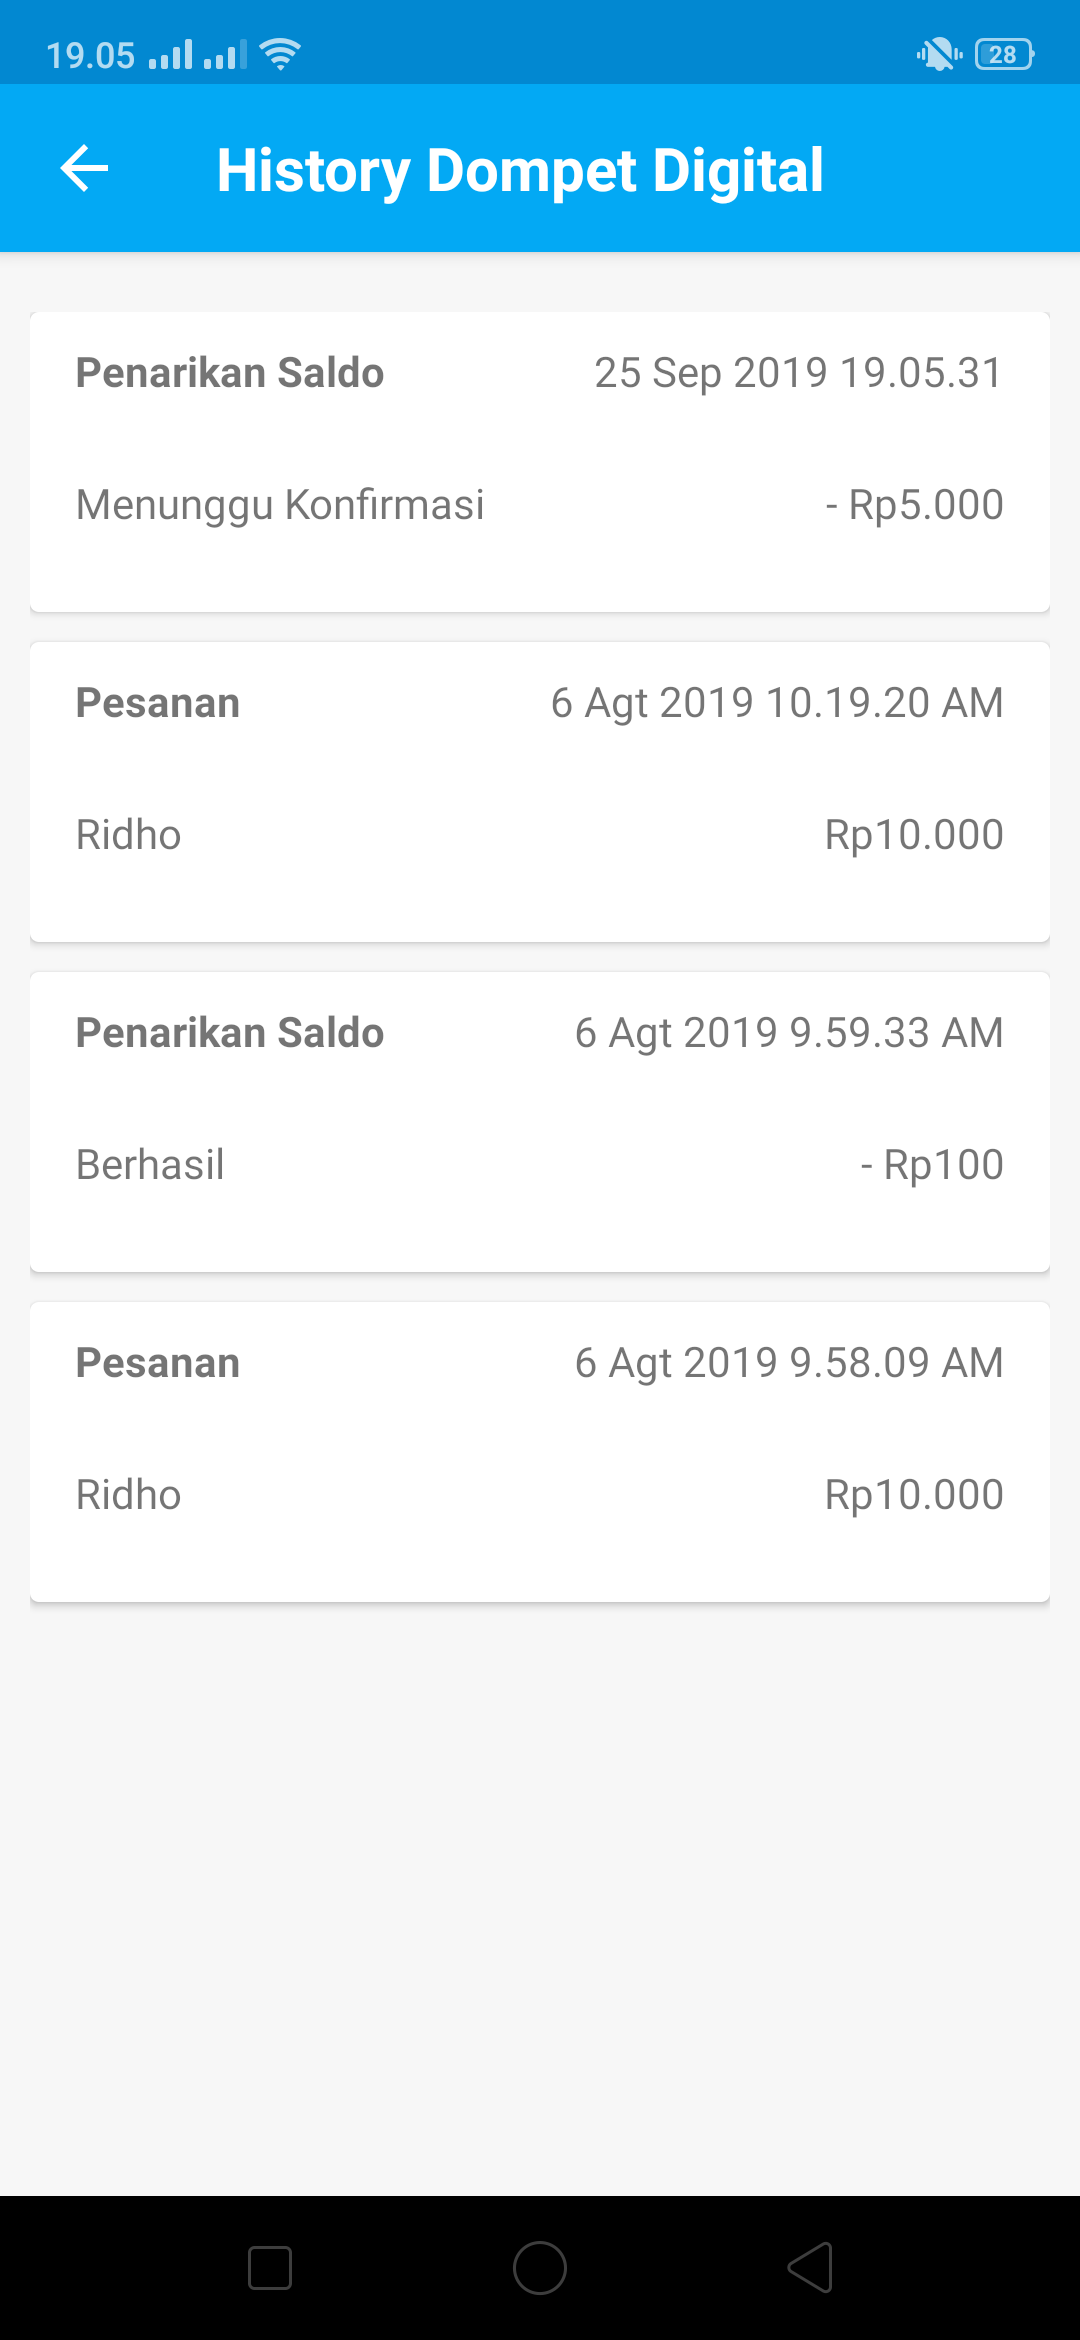 19.05 28
History Dompet Digital
Penarikan Saldo 25 Sep 2019 19.05.31
Menunggu Konfirmasi - Rp5.000
Pesanan 6 Agt 2019 10.19.20 AM
Ridho Rp10.000
Penarikan Saldo 6 Agt 2019 9.59.33 AM
Berhasil - Rp100
Pesanan 6 Agt 2019 9.58.09 AM
Ridho Rp10.000